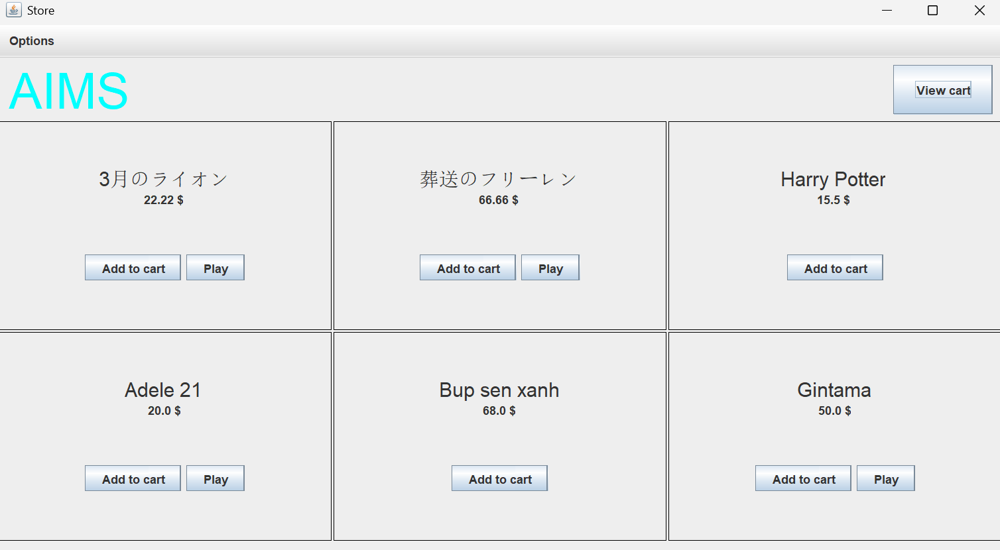 Store
Options
AIMS
View cart
3月のライオン
22.22 $
Add to cart Play
葬送のフリーレン
66.66 $
Add to cart Play
Harry Potter
15.5 $
Add to cart
Adele 21
20.0 $
Add to cart Play
Bup sen xanh
68.0 $
Add to cart
Gintama
50.0 $
Add to cart Play